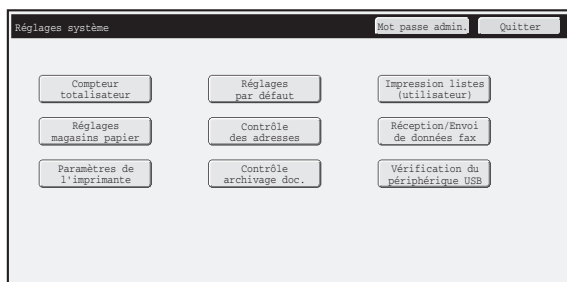 Réglages système
Mot passe admin.
Quitter
Compteur
totalisateur
Réglages
par défaut
Impression listes
(utilisateur)
Réglages
magasins papier
Contrôle
des adresses
Réception/Envoi
de données fax
Paramètres de
l'imprimante
Contrôle
archivage doc.
Vérification du
périphérique USB